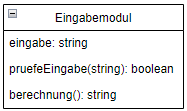 Eingabemodul
eingabe: string
pruefeEingabe(string): boolean
berechnung(): string